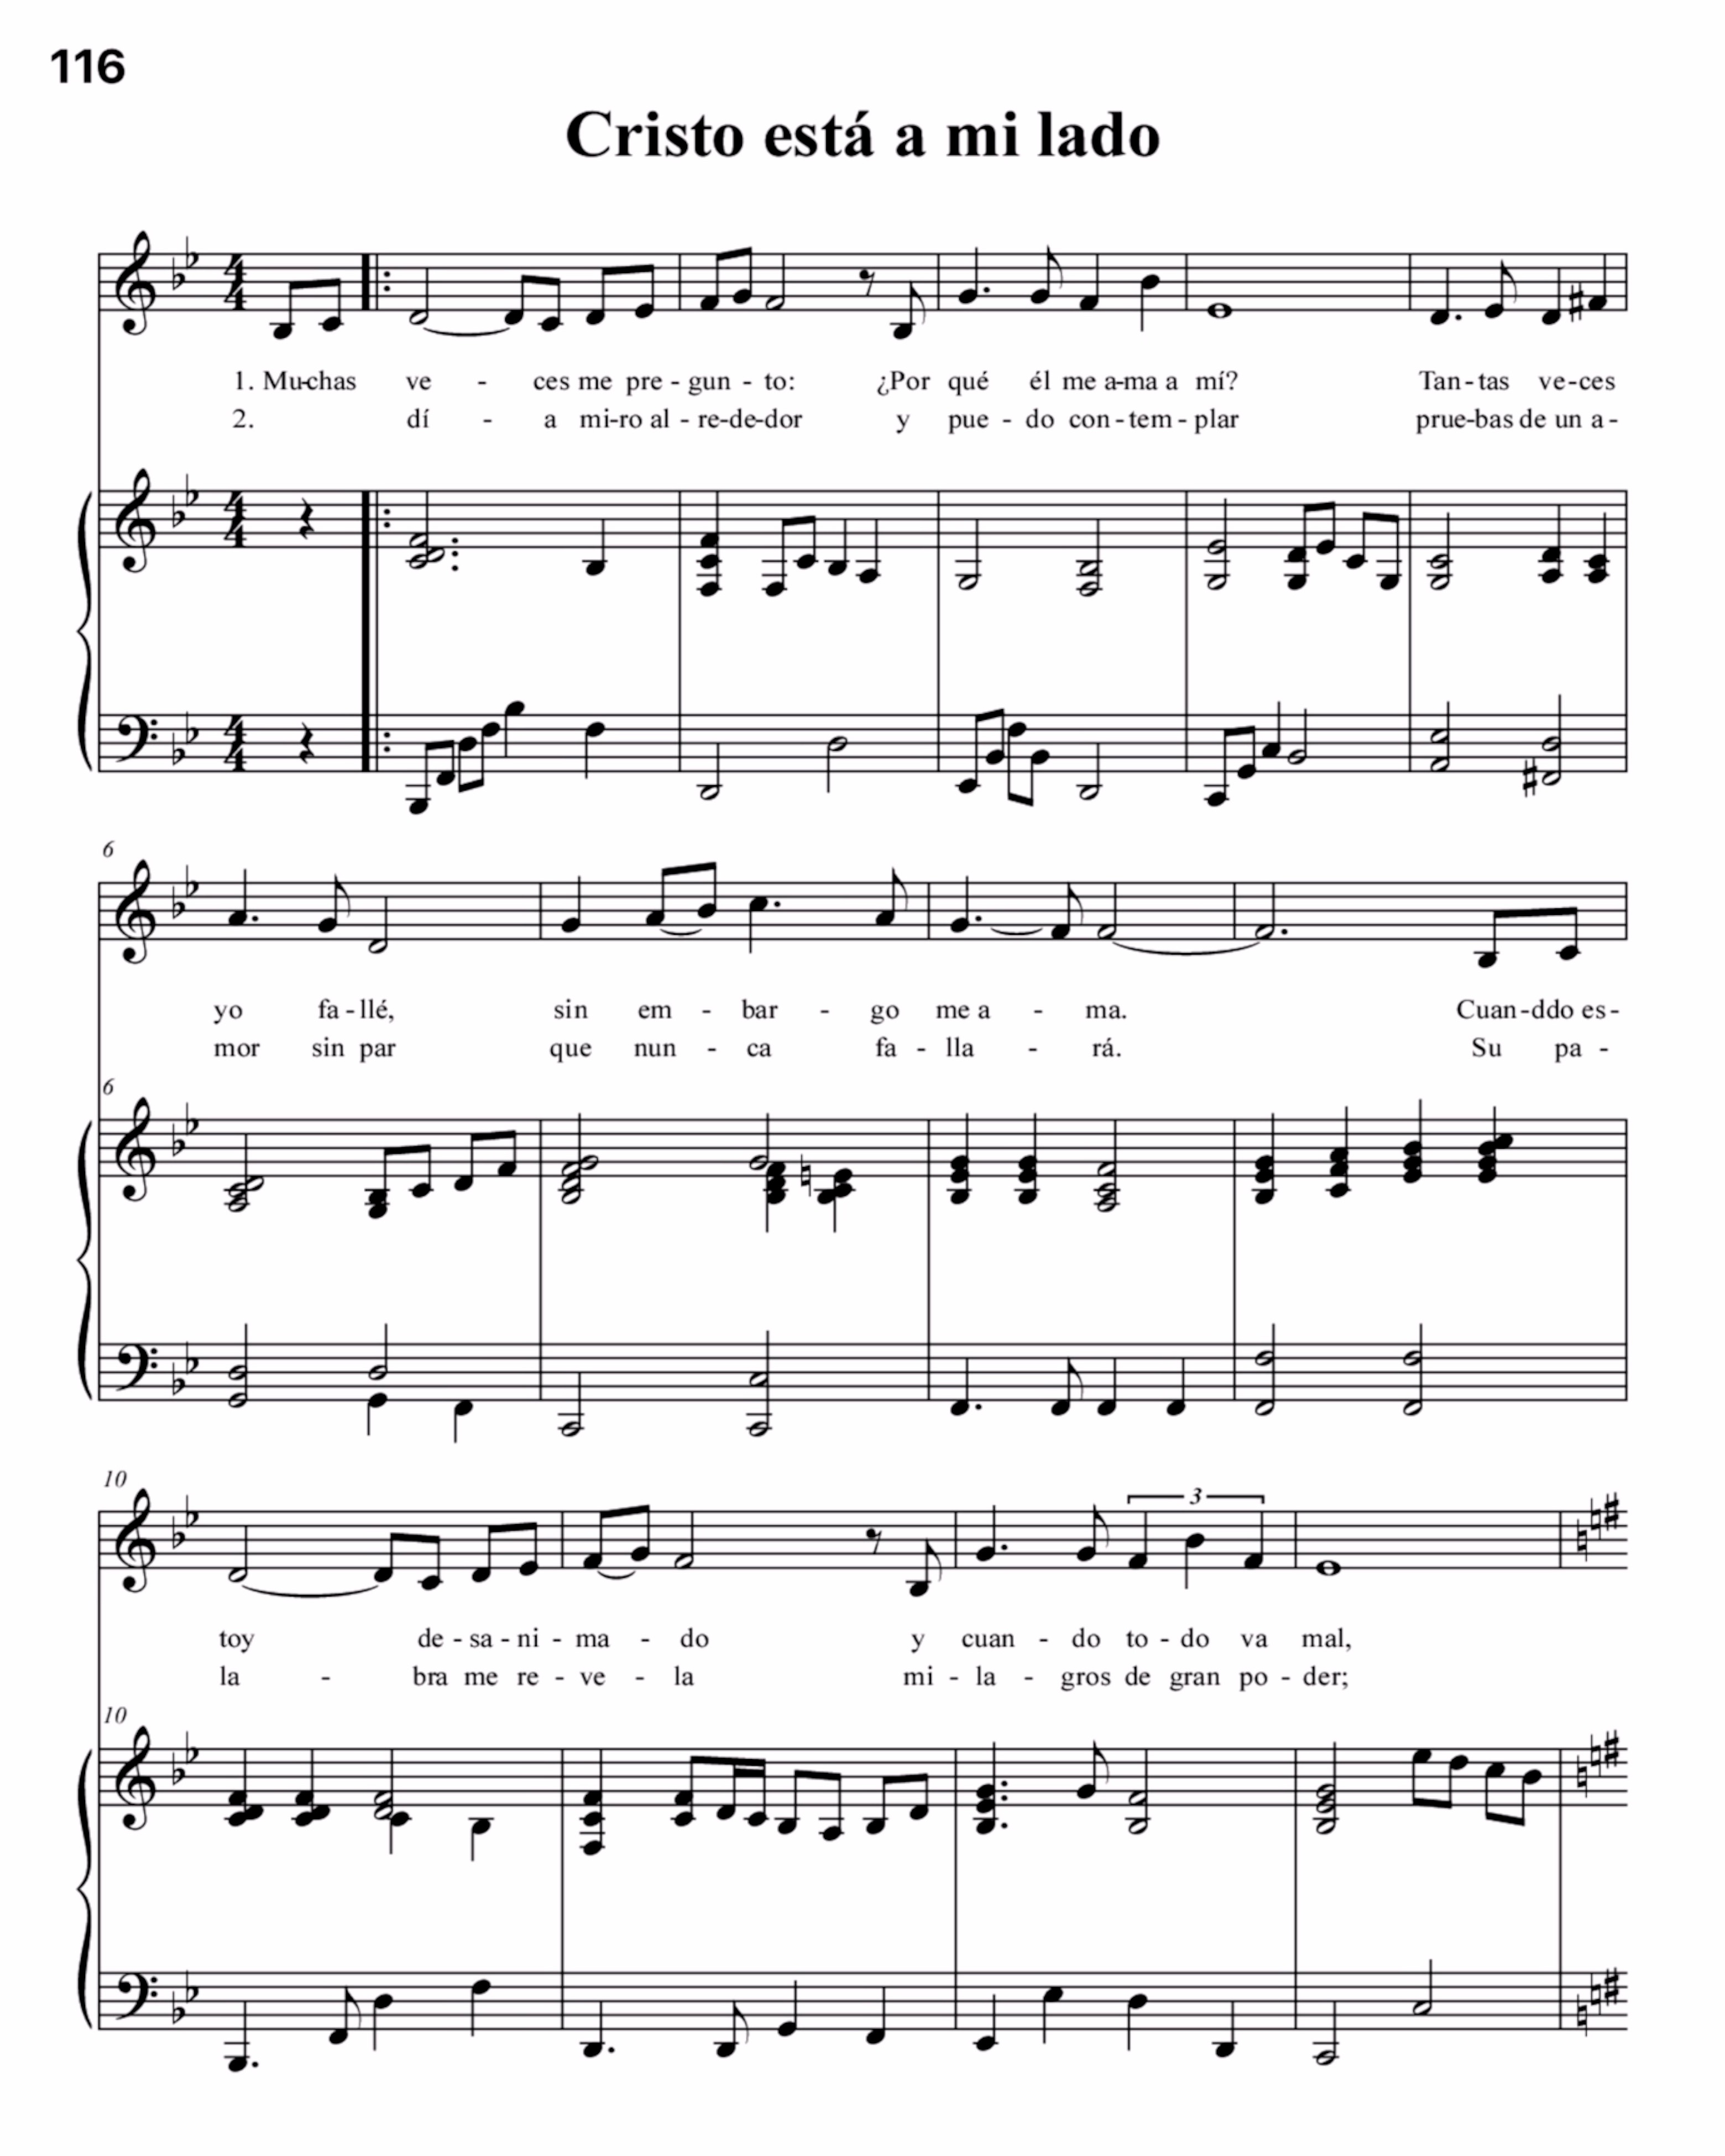 116
Cristo está a mi lado
1. Mu-chas ve - ces me pre - gun - to: ¿Por qué él me a-ma a mí? Tan - tas ve-ces
2. dí - a mi-ro al - re-de-dor y pue - do con - tem - plar prue-bas de un a -
6
yo fa - llé, sin em - bar - go me a - ma. Cuan - ddo es -
mor sin par que nun - ca fa - lla - rá. Su pa -
6
10
3
toy de - sa - ni - ma - do y cuan - do to - do va mal,
la - bra me re - ve - la mi - la - gros de gran po - der;
10